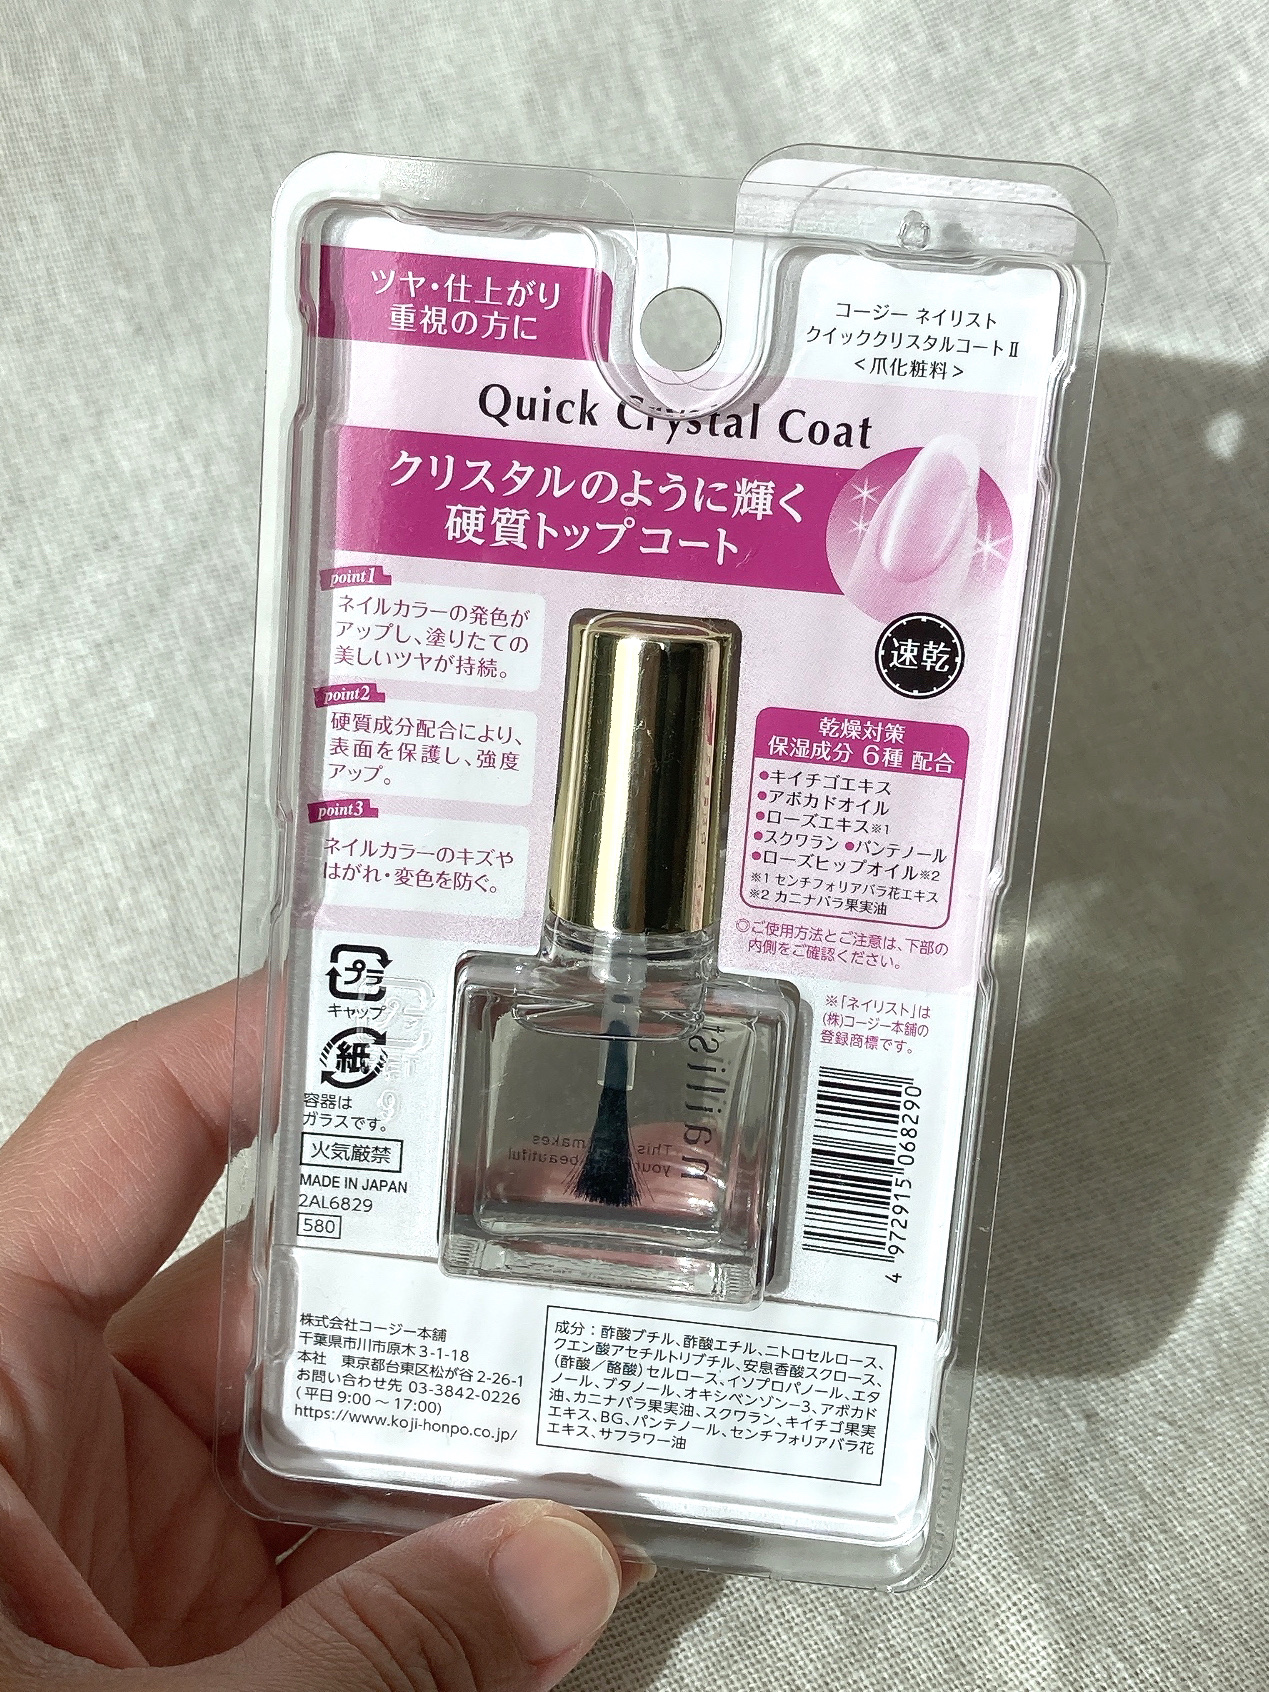 ツヤ・仕上がり
重視の方に
コージー ネイリスト
クイッククリスタルコートⅡ
<爪化粧料>
Quick Crystal Coat
クリスタルのように輝く
硬質トップコート
速乾
point1
ネイルカラーの発色が
アップし、塗りたての
美しいツヤが持続。
point2
硬質成分配合により、
表面を保護し、強度
アップ。
point3
ネイルカラーのキズや
はがれ・変色を防ぐ。
乾燥対策
保湿成分 6種 配合
●キイチゴエキス
●アボカドオイル
●ローズエキス※1
●スクワラン ●パンテノール
●ローズヒップオイル※2
※1 センチフォリアバラ花エキス
※2 カニナバラ果実油
◎ご使用方法とご注意は、下部の
内側をご確認ください。
※「ネイリスト」は
(株)コージー本舗の
登録商標です。
プラ
キャップ
紙
容器は
ガラスです。
火気厳禁
MADE IN JAPAN
2AL6829
580
nailist
This makes
your beautiful
4 972915 068290
株式会社コージー本舗
千葉県市川市原木3-1-18
本社 東京都台東区松が谷2-26-1
お問い合わせ先 03-3842-0226
(平日9:00～17:00)
https://www.koji-honpo.co.jp/
成分：酢酸ブチル、酢酸エチル、ニトロセルロース、
クエン酸アセチルトリブチル、安息香酸スクロース、
(酢酸／酪酸)セルロース、イソプロパノール、エタ
ノール、ブタノール、オキシベンゾン-3、アボカド
油、カニナバラ果実油、スクワラン、キイチゴ果実
エキス、BG、パンテノール、センチフォリアバラ花
エキス、サフラワー油